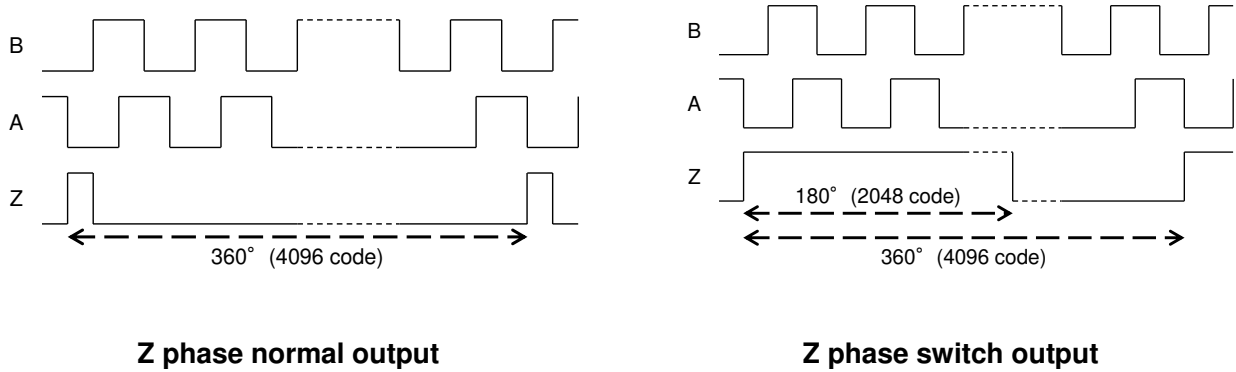 B
A
Z
360° (4096 code)
Z phase normal output
B
A
Z
180° (2048 code)
360° (4096 code)
Z phase switch output